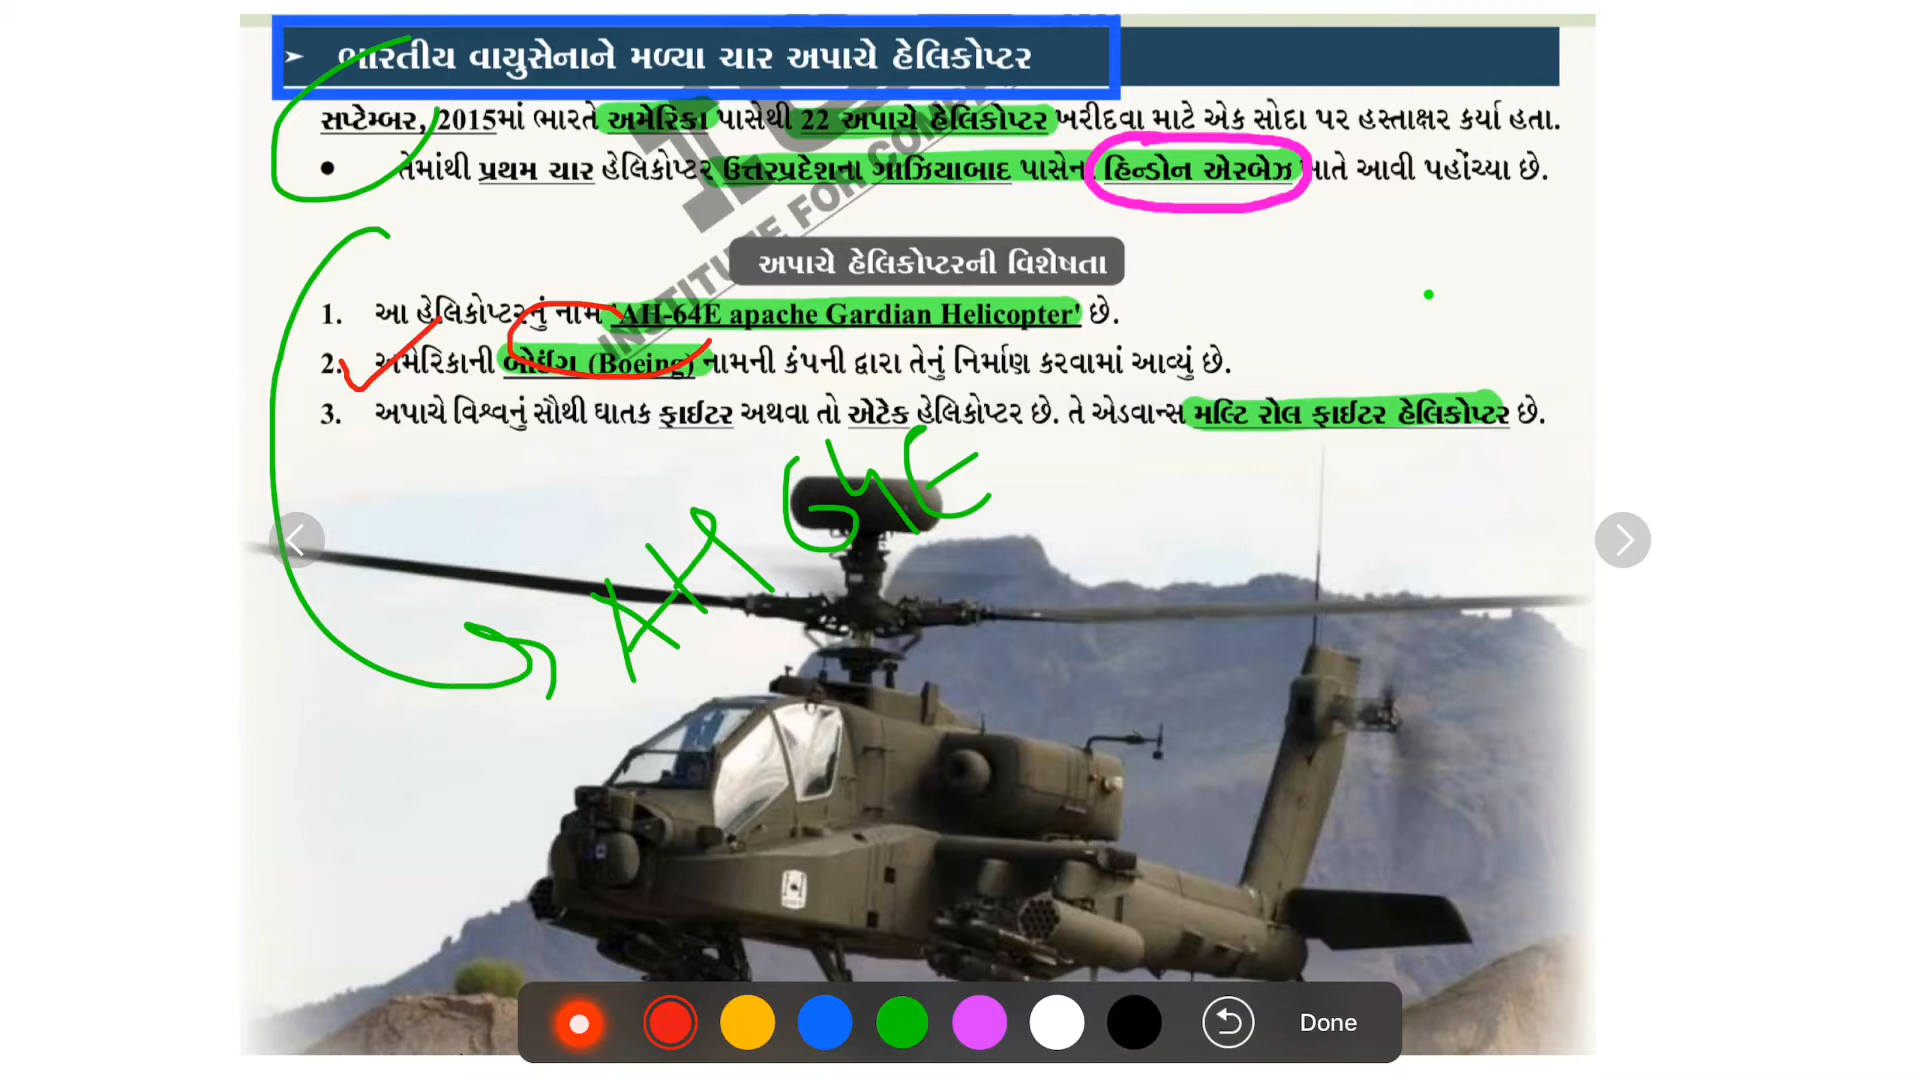 ➤ ભારતીય વાયુસેનાને મળ્યા ચાર અપાચે હેલિકોપ્ટર
સપ્ટેમ્બર, 2015માં ભારતે અમેરિકા પાસેથી 22 અપાચે હેલિકોપ્ટર ખરીદવા માટે એક સોદા પર હસ્તાક્ષર કર્યા હતા.
● તેમાંથી પ્રથમ ચાર હેલિકોપ્ટર ઉત્તરપ્રદેશના ગાઝિયાબાદ પાસેના હિન્ડોન એરબેઝ ખાતે આવી પહોંચ્યા છે.
INSTITUTE FOR COM
અપાચે હેલિકોપ્ટરની વિશેષતા
1. આ હેલિકોપ્ટરનું નામ 'AH-64E apache Gardian Helicopter' છે.
2. અમેરિકાની બોઈંગ (Boeing) નામની કંપની દ્વારા તેનું નિર્માણ કરવામાં આવ્યું છે.
3. અપાચે વિશ્વનું સૌથી ઘાતક ફાઈટર અથવા તો એટેક હેલિકોપ્ટર છે. તે એડવાન્સ મલ્ટિ રોલ ફાઈટર હેલિકોપ્ટર છે.
AH 64E
Done